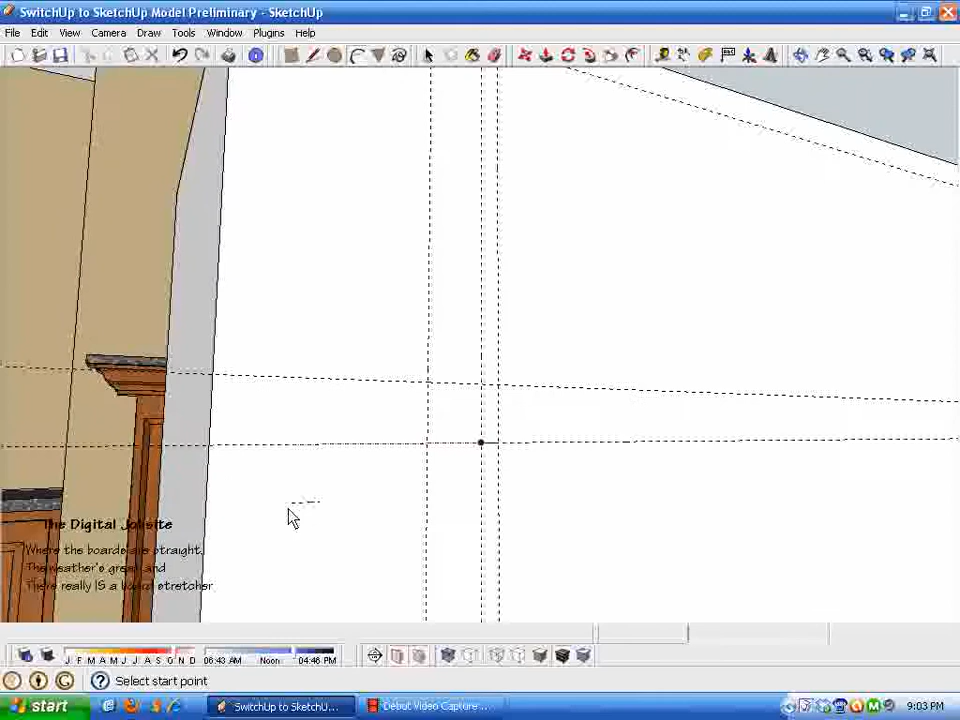 SwitchUp to SketchUp Model Preliminary - SketchUp
File Edit View Camera Draw Tools Window Plugins Help
The Digital Jobsite
Where the boards are straight,
The weather's great and
There really IS a board stretcher
J F M A M J J A S O N D 06:43 AM Noon 04:46 PM
Select start point
start SwitchUp to SketchU... Debut Video Capture ... 9:03 PM